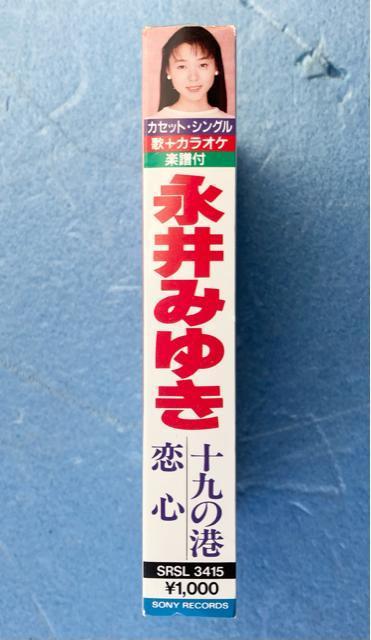 カセット・シングル
歌+カラオケ
楽譜付
永井みゆき
十九の港
恋心
SRSL 3415
¥1,000
SONY RECORDS